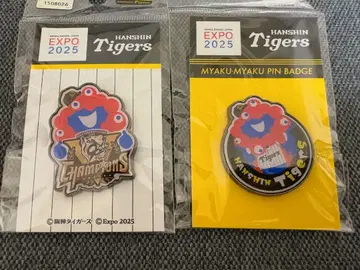 1108026
EXPO
2025
HANSHIN
Tigers
CHAMPIONS
©阪神タイガース ©Expo 2025
EXPO
2025
HANSHIN
Tigers
MYAKU-MYAKU PIN BADGE
Tigers
HANSHIN Tigers